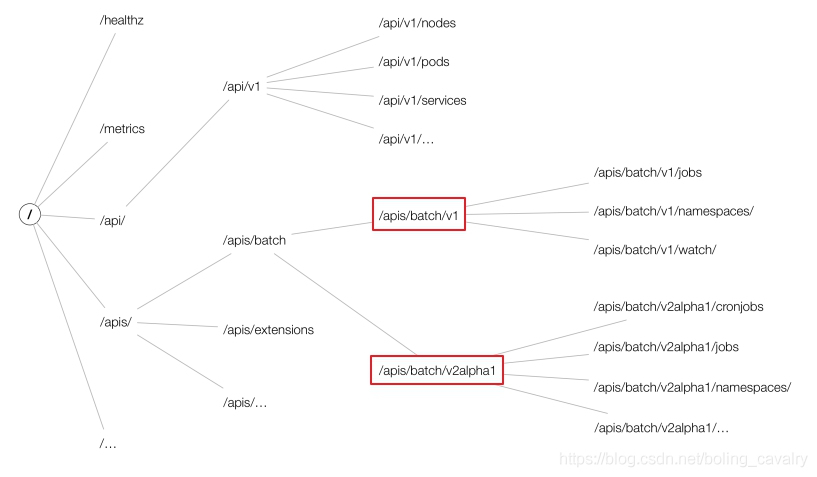 /healthz
/metrics
/
/api/
/apis/
/…
/api/v1
/apis/batch
/apis/extensions
/apis/…
/api/v1/nodes
/api/v1/pods
/api/v1/services
/api/v1/…
/apis/batch/v1
/apis/batch/v2alpha1
/apis/batch/v1/jobs
/apis/batch/v1/namespaces/
/apis/batch/v1/watch/
/apis/batch/v2alpha1/cronjobs
/apis/batch/v2alpha1/jobs
/apis/batch/v2alpha1/namespaces/
/apis/batch/v2alpha1/…
https://blog.csdn.net/boling_cavalry